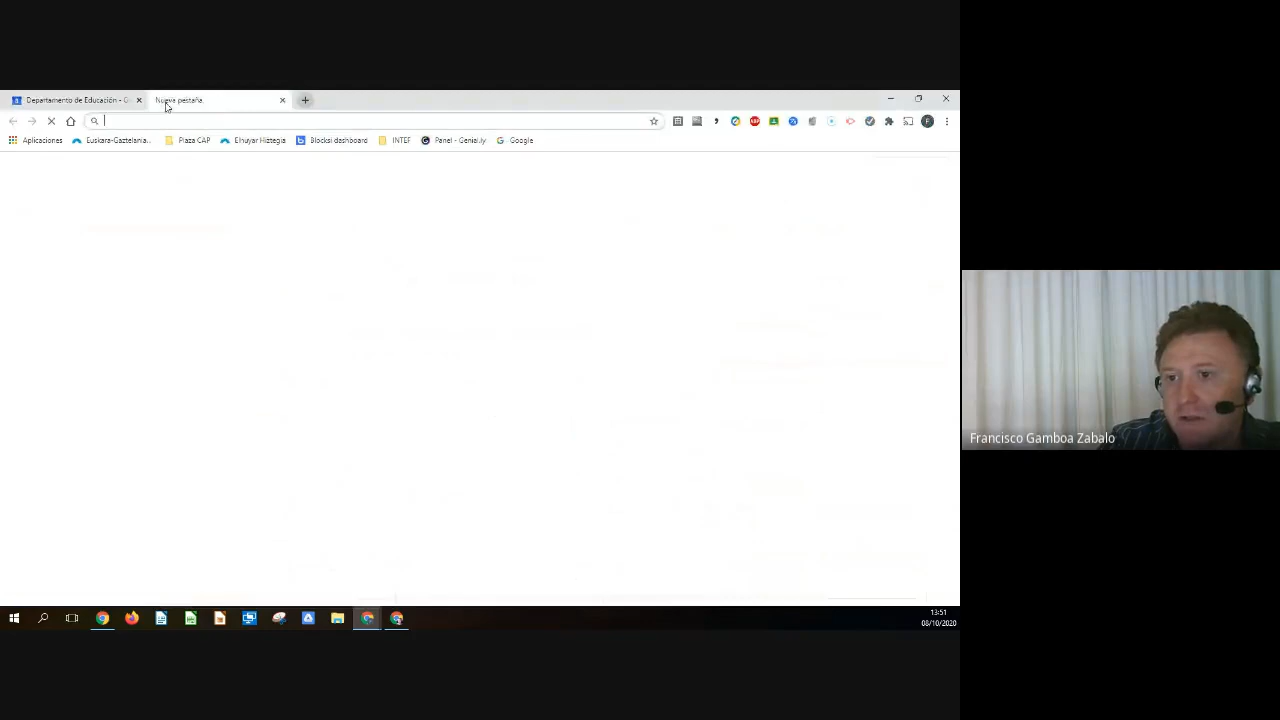 Departamento de Educación - G
Nueva pestaña
Aplicaciones
Euskara-Gaztelania...
Plaza CAP
Elhuyar Hiztegia
Blocksi dashboard
INTEF
Panel - Genial.ly
Google
Francisco Gamboa Zabalo
13:51
08/10/2020